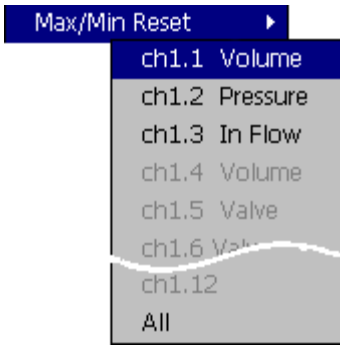 Max/Min Reset
ch1.1 Volume
ch1.2 Pressure
ch1.3 In Flow
ch1.4 Volume
ch1.5 Valve
ch1.6
ch1.12
All